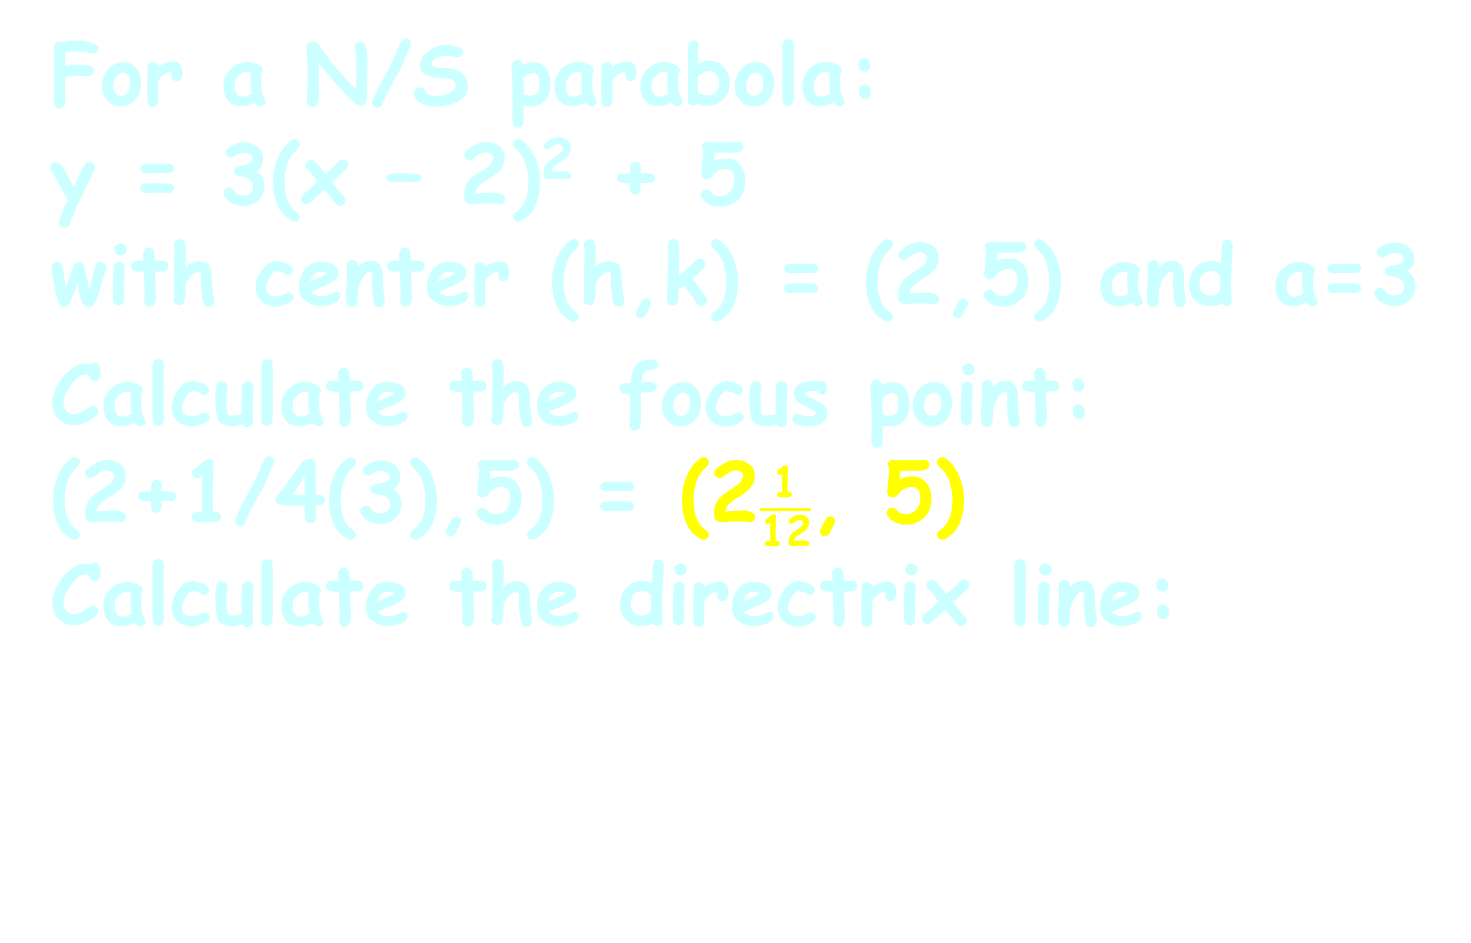 For a N/S parabola:
y = 3(x – 2)² + 5
with center (h,k) = (2,5) and a=3
Calculate the focus point:
(2+1/4(3),5) = (2 1/12, 5)
Calculate the directrix line: